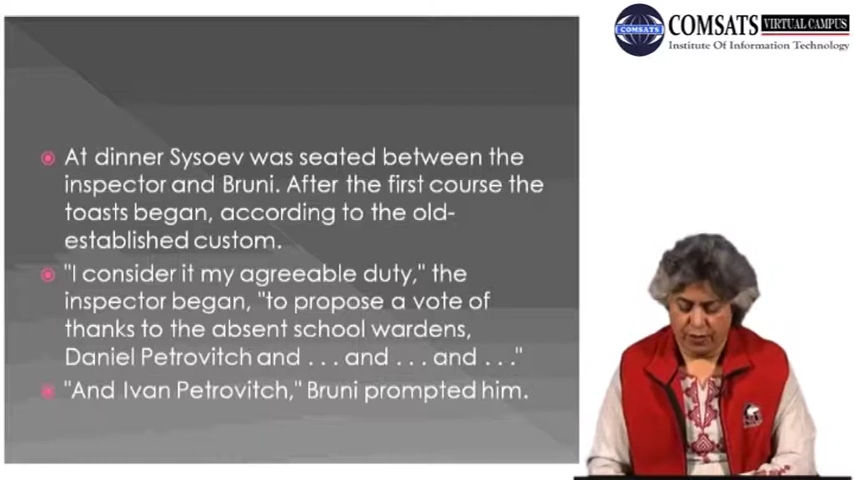 COMSATS VIRTUAL CAMPUS
Institute Of Information Technology
COMSATS
At dinner Sysoev was seated between the
inspector and Bruni. After the first course the
toasts began, according to the old-
established custom.
"I consider it my agreeable duty," the
inspector began, "to propose a vote of
thanks to the absent school wardens,
Daniel Petrovitch and . . . and . . . and . . ."
"And Ivan Petrovitch," Bruni prompted him.